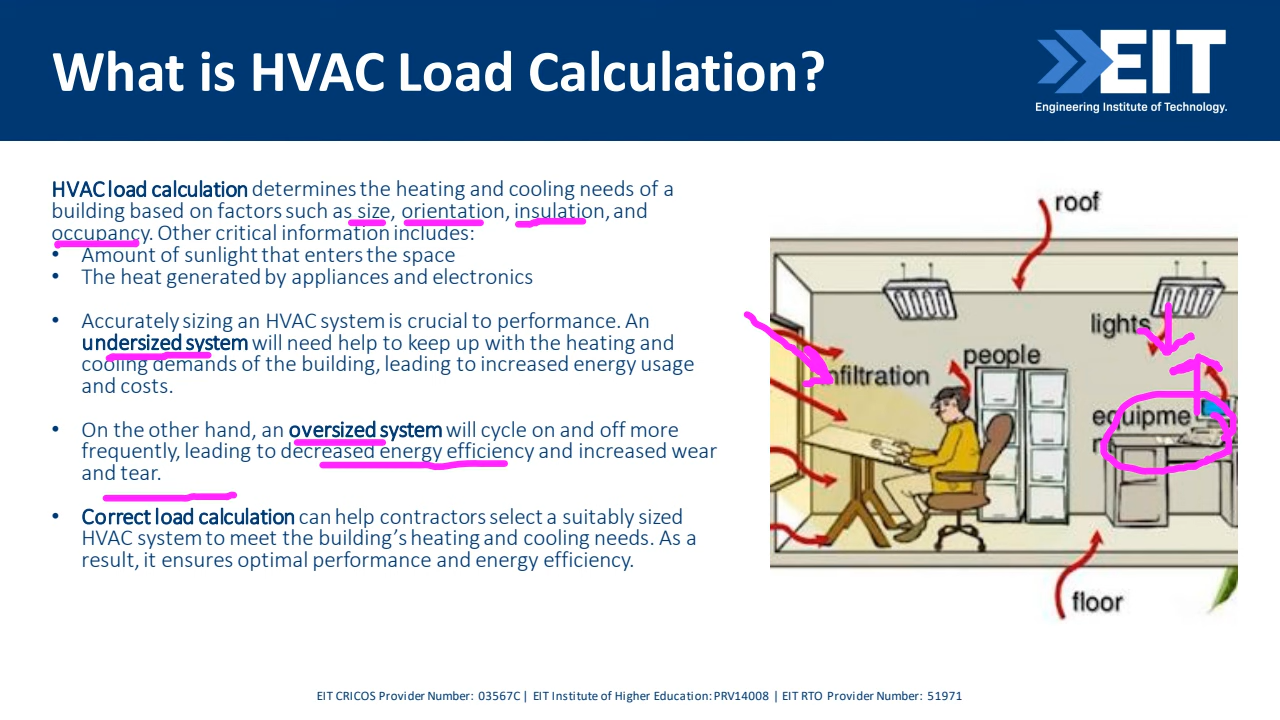 What is HVAC Load Calculation?
EIT
Engineering Institute of Technology.
HVAC load calculation determines the heating and cooling needs of a
building based on factors such as size, orientation, insulation, and
occupancy. Other critical information includes:
• Amount of sunlight that enters the space
• The heat generated by appliances and electronics
• Accurately sizing an HVAC system is crucial to performance. An
undersized system will need help to keep up with the heating and
cooling demands of the building, leading to increased energy usage
and costs.
• On the other hand, an oversized system will cycle on and off more
frequently, leading to decreased energy efficiency and increased wear
and tear.
• Correct load calculation can help contractors select a suitably sized
HVAC system to meet the building's heating and cooling needs. As a
result, it ensures optimal performance and energy efficiency.
roof
lights
people
infiltration
equipme
floor
EIT CRICOS Provider Number: 03567C | EIT Institute of Higher Education: PRV14008 | EIT RTO Provider Number: 51971